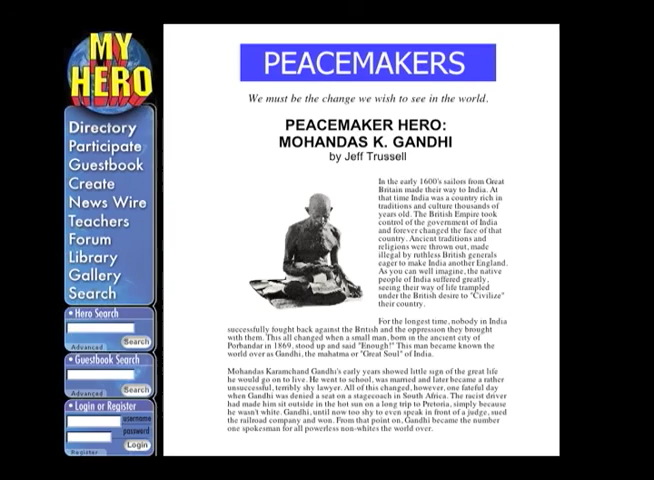 MY
HERO
Directory
Participate
Guestbook
Create
News Wire
Teachers
Forum
Library
Gallery
Search
• Hero Search
Search
Advanced
• Guestbook Search
Search
Advanced
• Login or Register
username
password
Login
Register
PEACEMAKERS
We must be the change we wish to see in the world.
PEACEMAKER HERO:
MOHANDAS K. GANDHI
by Jeff Trussell
In the early 1600's sailors from Great
Britain made their way to India. At
that time India was a country rich in
traditions and culture thousands of
years old. The British Empire took
control of the government of India
and forever changed the face of that
country. Ancient traditions and
religions were thrown out, made
illegal by ruthless British generals
eager to make India another England.
As you can well imagine, the native
people of India suffered greatly,
seeing their way of life trampled
under the British desire to "Civilize"
their country.
For the longest time, nobody in India
successfully fought back against the British and the oppression they brought
with them. This all changed when a small man, born in the ancient city of
Porbandar in 1869, stood up and said "Enough!" This man became known the
world over as Gandhi, the mahatma or "Great Soul" of India.
Mohandas Karamchand Gandhi's early years showed little sign of the great life
he would go on to live. He went to school, was married and later became a rather
unsuccessful, terribly shy lawyer. All of this changed, however, one fateful day
when Gandhi was denied a seat on a stagecoach in South Africa. The racist driver
had made him sit outside in the hot sun on a long trip to Pretoria, simply because
he wasn't white. Gandhi, until now too shy to even speak in front of a judge, sued
the railroad company and won. From that point on, Gandhi became the number
one spokesman for all powerless non-whites the world over.